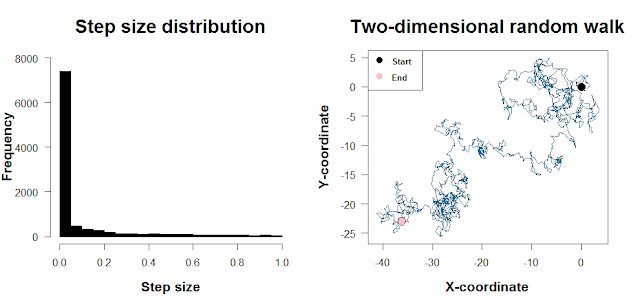 Step size distribution
Frequency
8000
6000
4000
2000
0
0.0 0.2 0.4 0.6 0.8 1.0
Step size
Two-dimensional random walk
Start
End
Y-coordinate
5
0
-5
-10
-15
-20
-25
-40 -30 -20 -10 0
X-coordinate